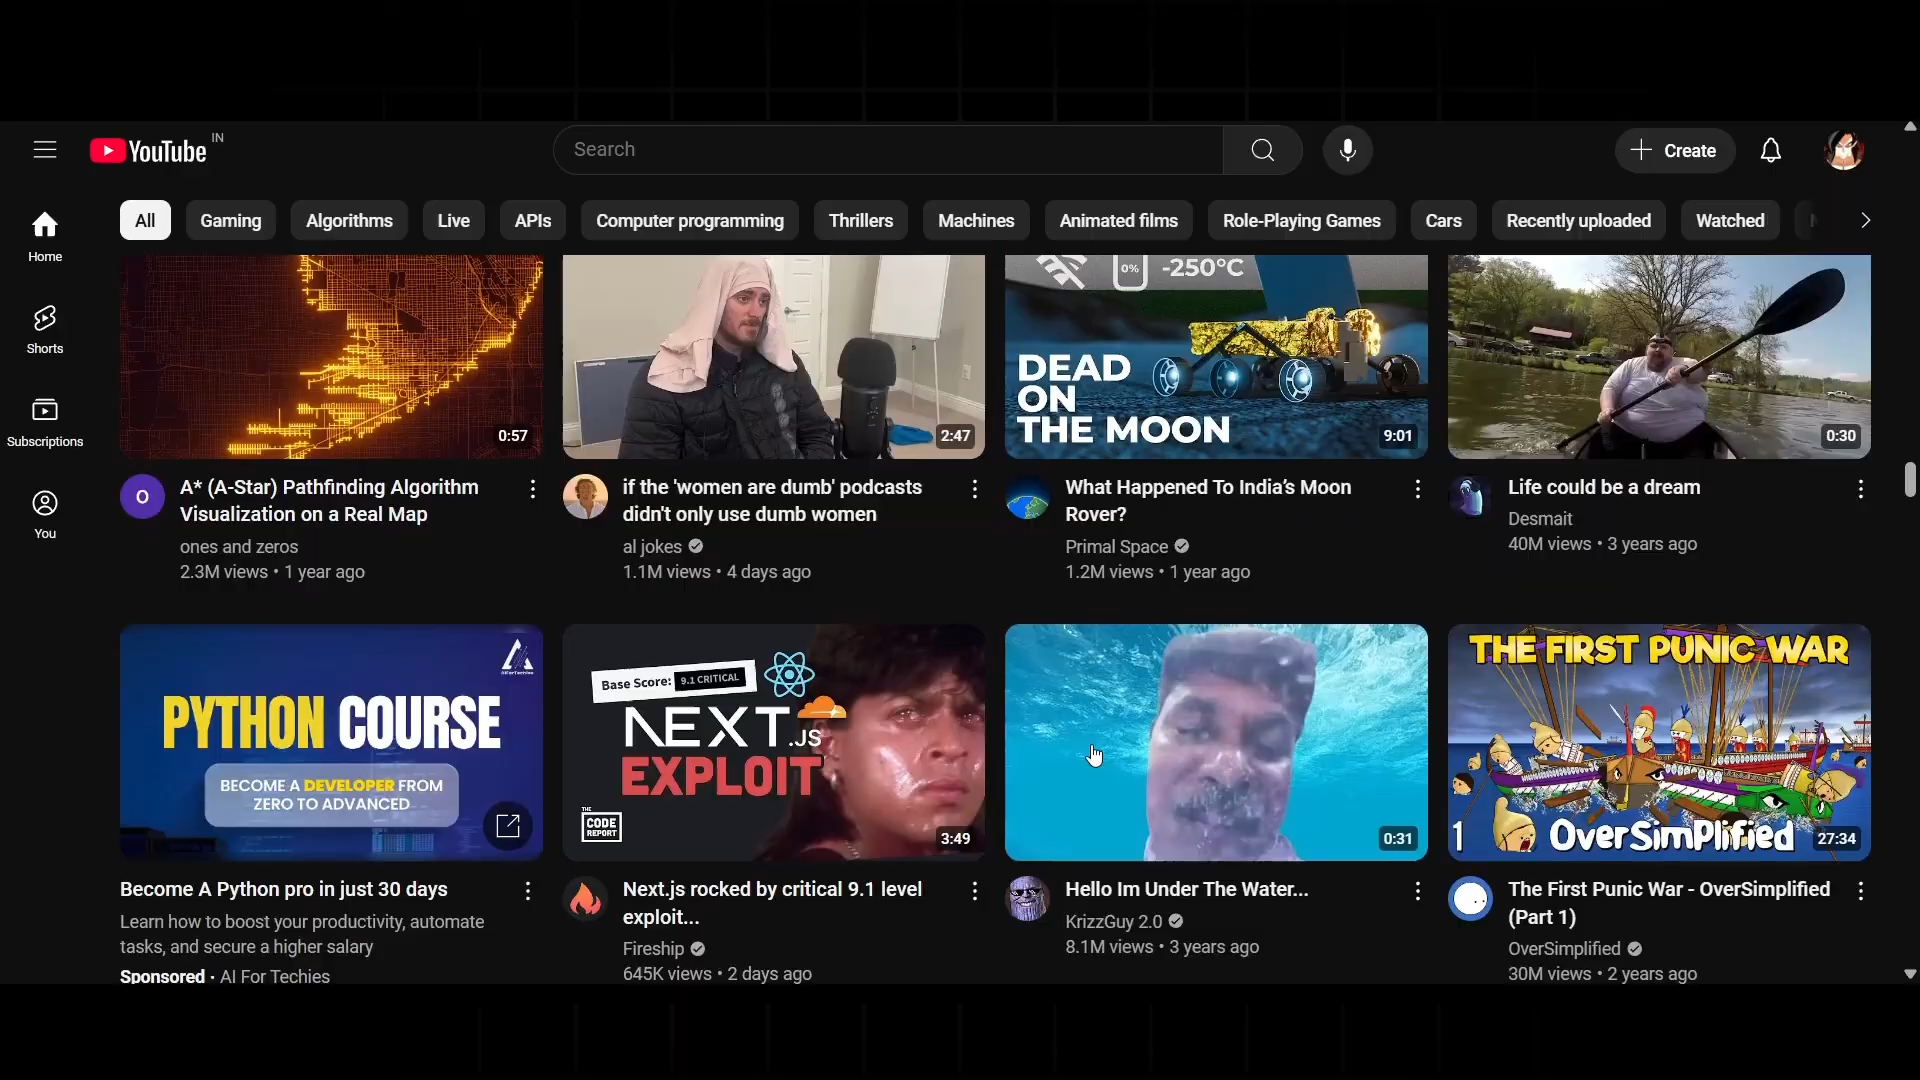 YouTube IN
Search
Create
Home
Shorts
Subscriptions
You
All
Gaming
Algorithms
Live
APIs
Computer programming
Thrillers
Machines
Animated films
Role-Playing Games
Cars
Recently uploaded
Watched
0:57
A* (A-Star) Pathfinding Algorithm
Visualization on a Real Map
O
ones and zeros
2.3M views • 1 year ago
2:47
if the 'women are dumb' podcasts
didn't only use dumb women
al jokes
1.1M views • 4 days ago
0%
-250°C
DEAD
ON
THE MOON
9:01
What Happened To India's Moon
Rover?
Primal Space
1.2M views • 1 year ago
0:30
Life could be a dream
Desmait
40M views • 3 years ago
PYTHON COURSE
BECOME A DEVELOPER FROM
ZERO TO ADVANCED
Become A Python pro in just 30 days
Learn how to boost your productivity, automate
tasks, and secure a higher salary
Sponsored · AI For Techies
Base Score: 9.1 CRITICAL
NEXT.JS
EXPLOIT
THE
CODE
REPORT
3:49
Next.js rocked by critical 9.1 level
exploit...
Fireship
645K views • 2 days ago
0:31
Hello Im Under The Water...
KrizzGuy 2.0
8.1M views • 3 years ago
THE FIRST PUNIC WAR
1
OverSimplified
27:34
The First Punic War - OverSimplified
(Part 1)
OverSimplified
30M views • 2 years ago